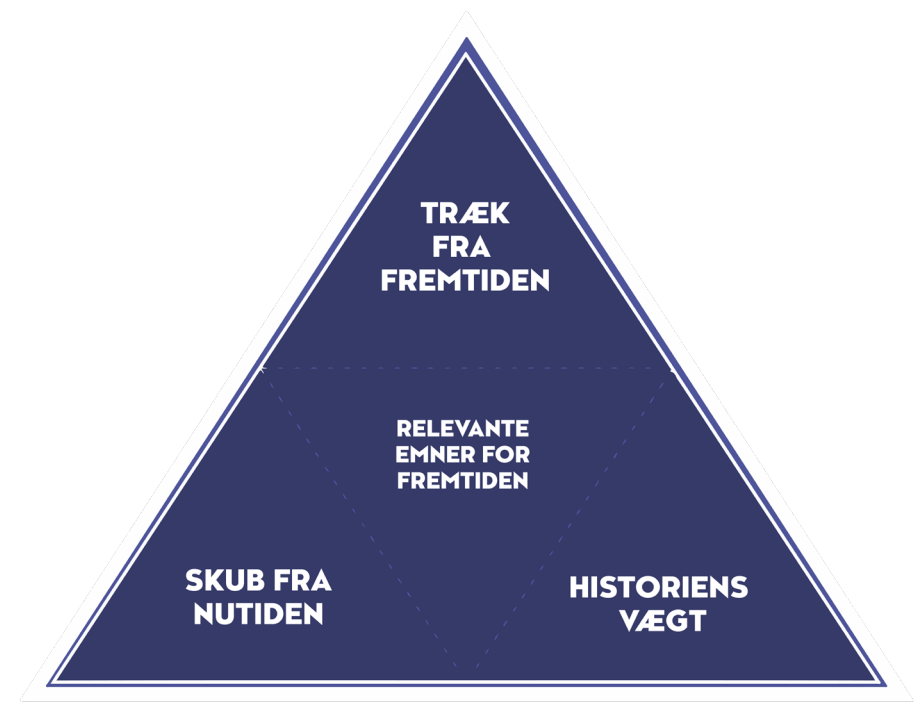 TRÆK
FRA
FREMTIDEN
RELEVANTE
EMNER FOR
FREMTIDEN
SKUB FRA
NUTIDEN
HISTORIENS
VÆGT